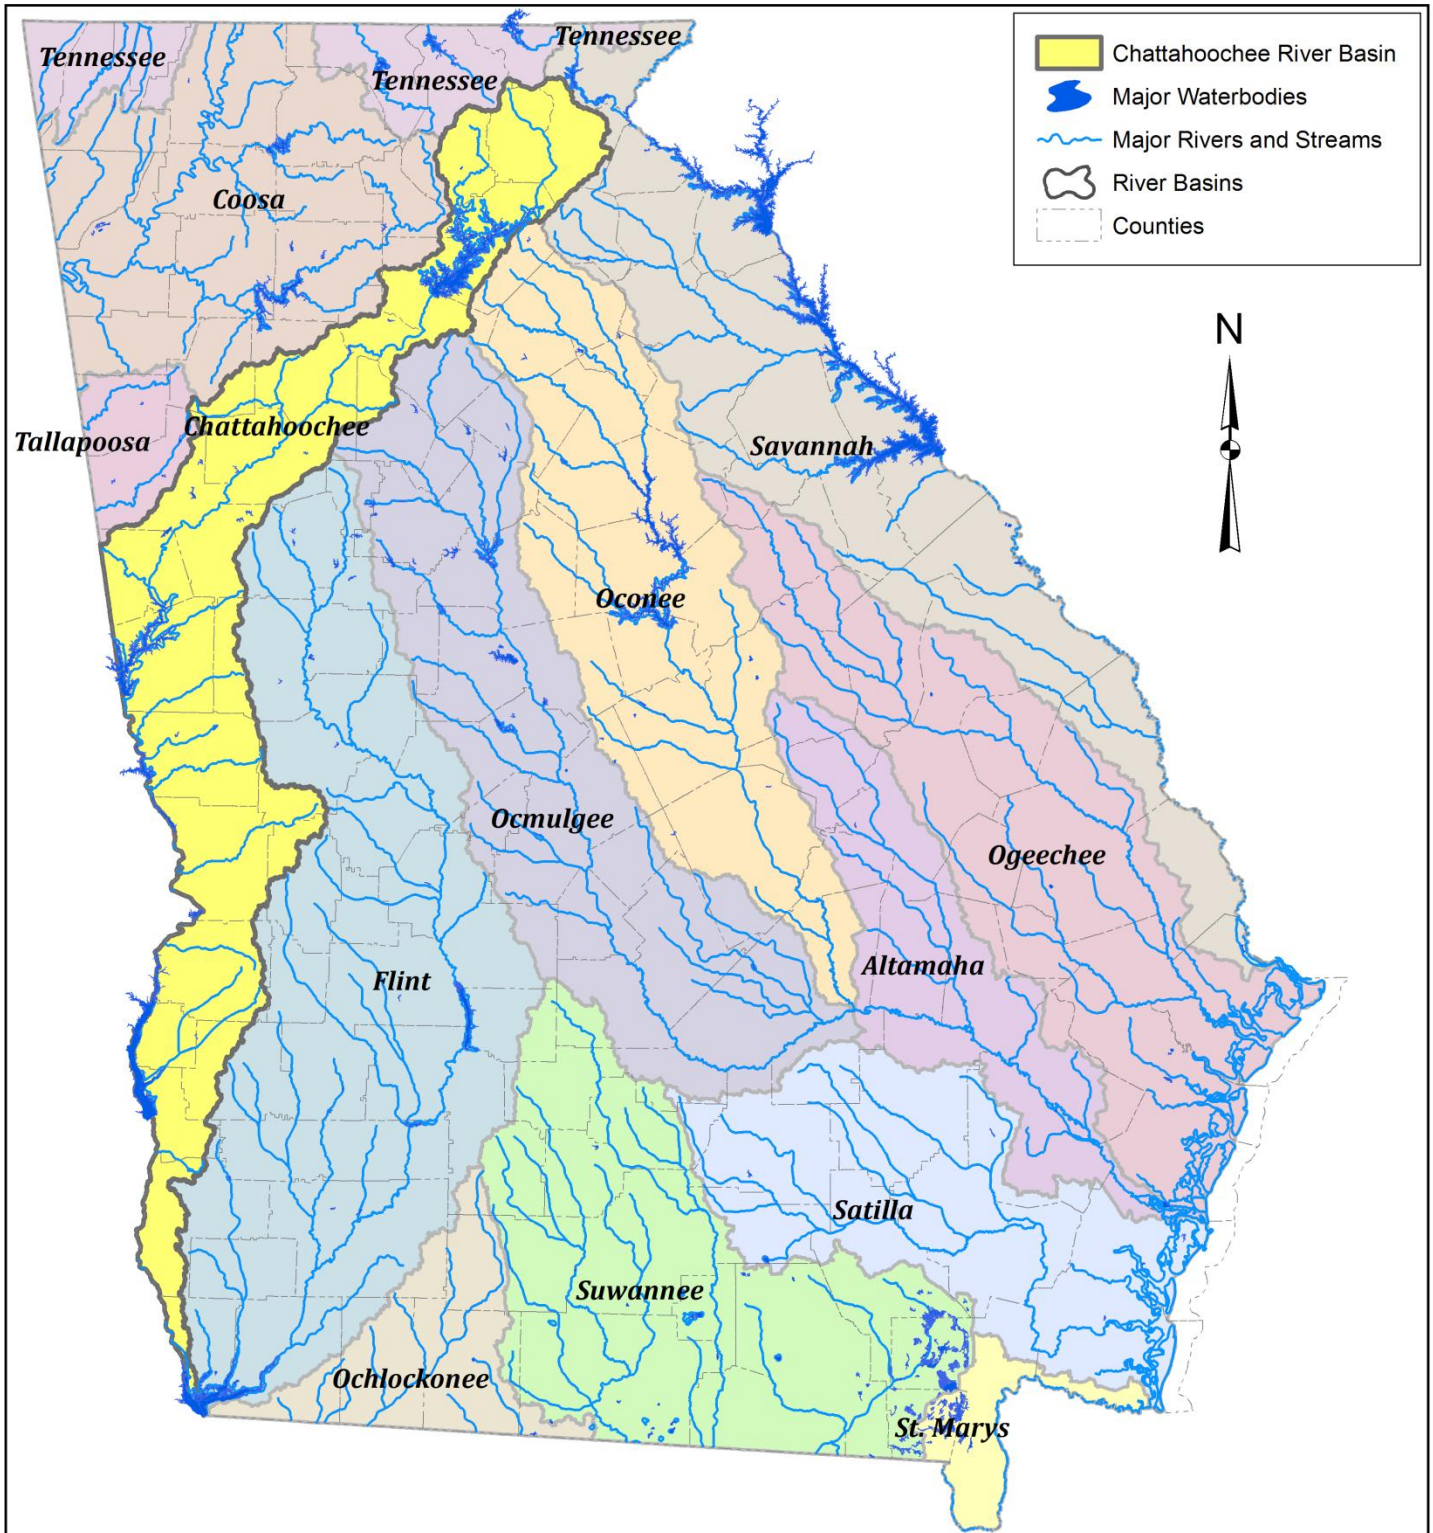 Tennessee
Tennessee
Tennessee
Chattahoochee River Basin
Major Waterbodies
Major Rivers and Streams
River Basins
Counties
Coosa
N
Chattahoochee
Tallapoosa
Savannah
Oconee
Ocmulgee
Ogeechee
Flint
Altamaha
Satilla
Suwannee
Ochlockonee
St. Marys